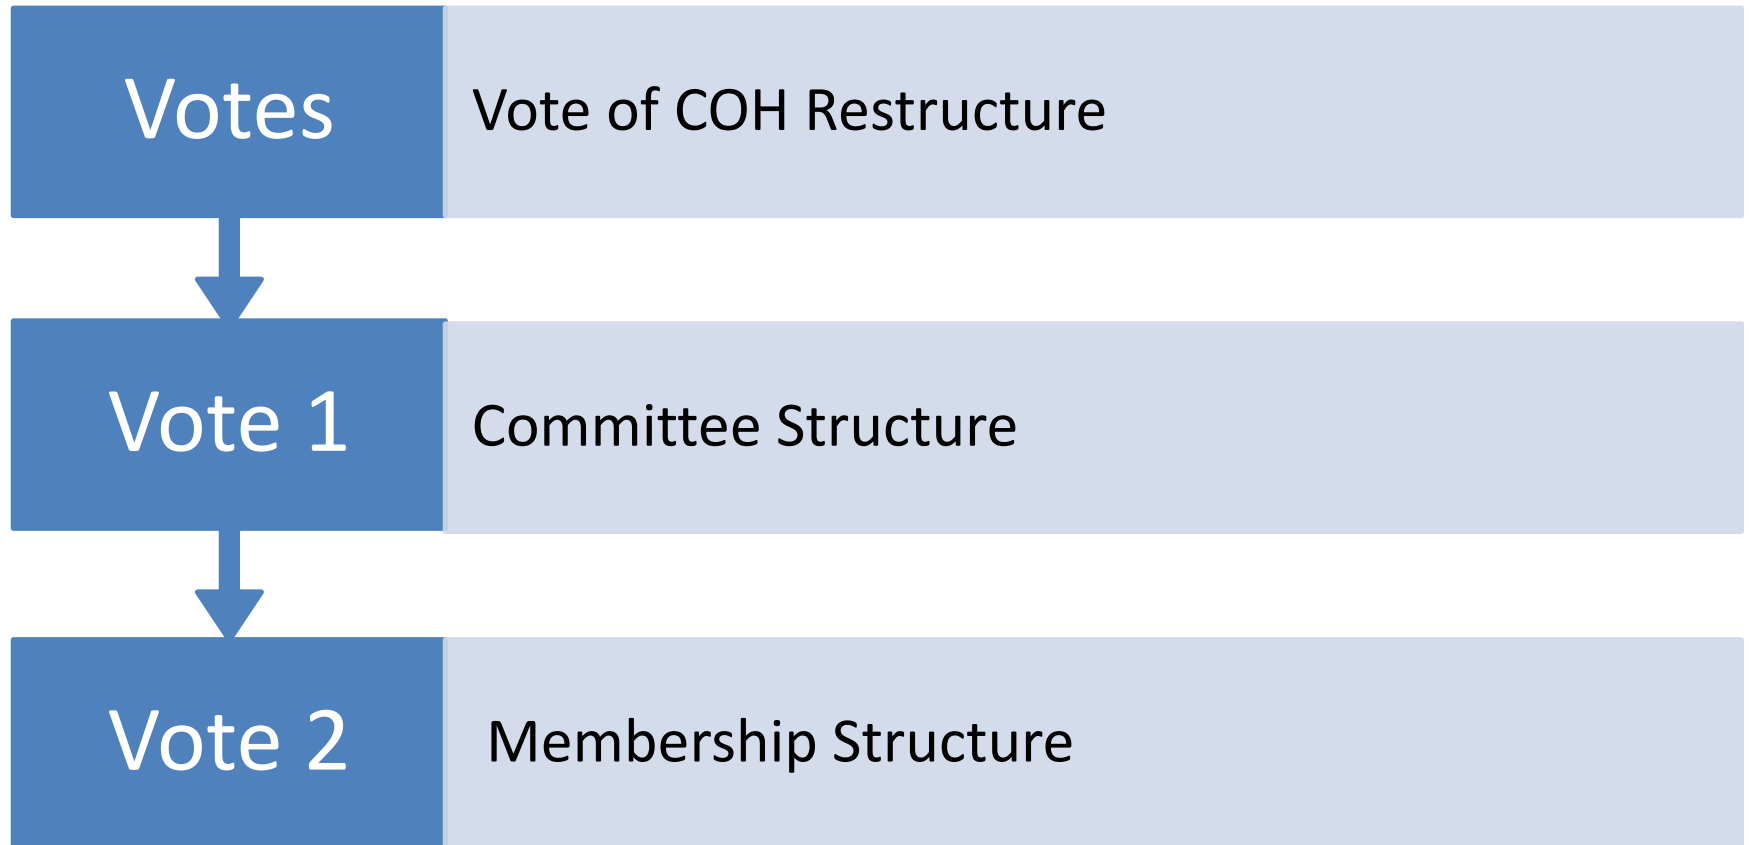 Votes
Vote of COH Restructure
Vote 1
Committee Structure
Vote 2
Membership Structure